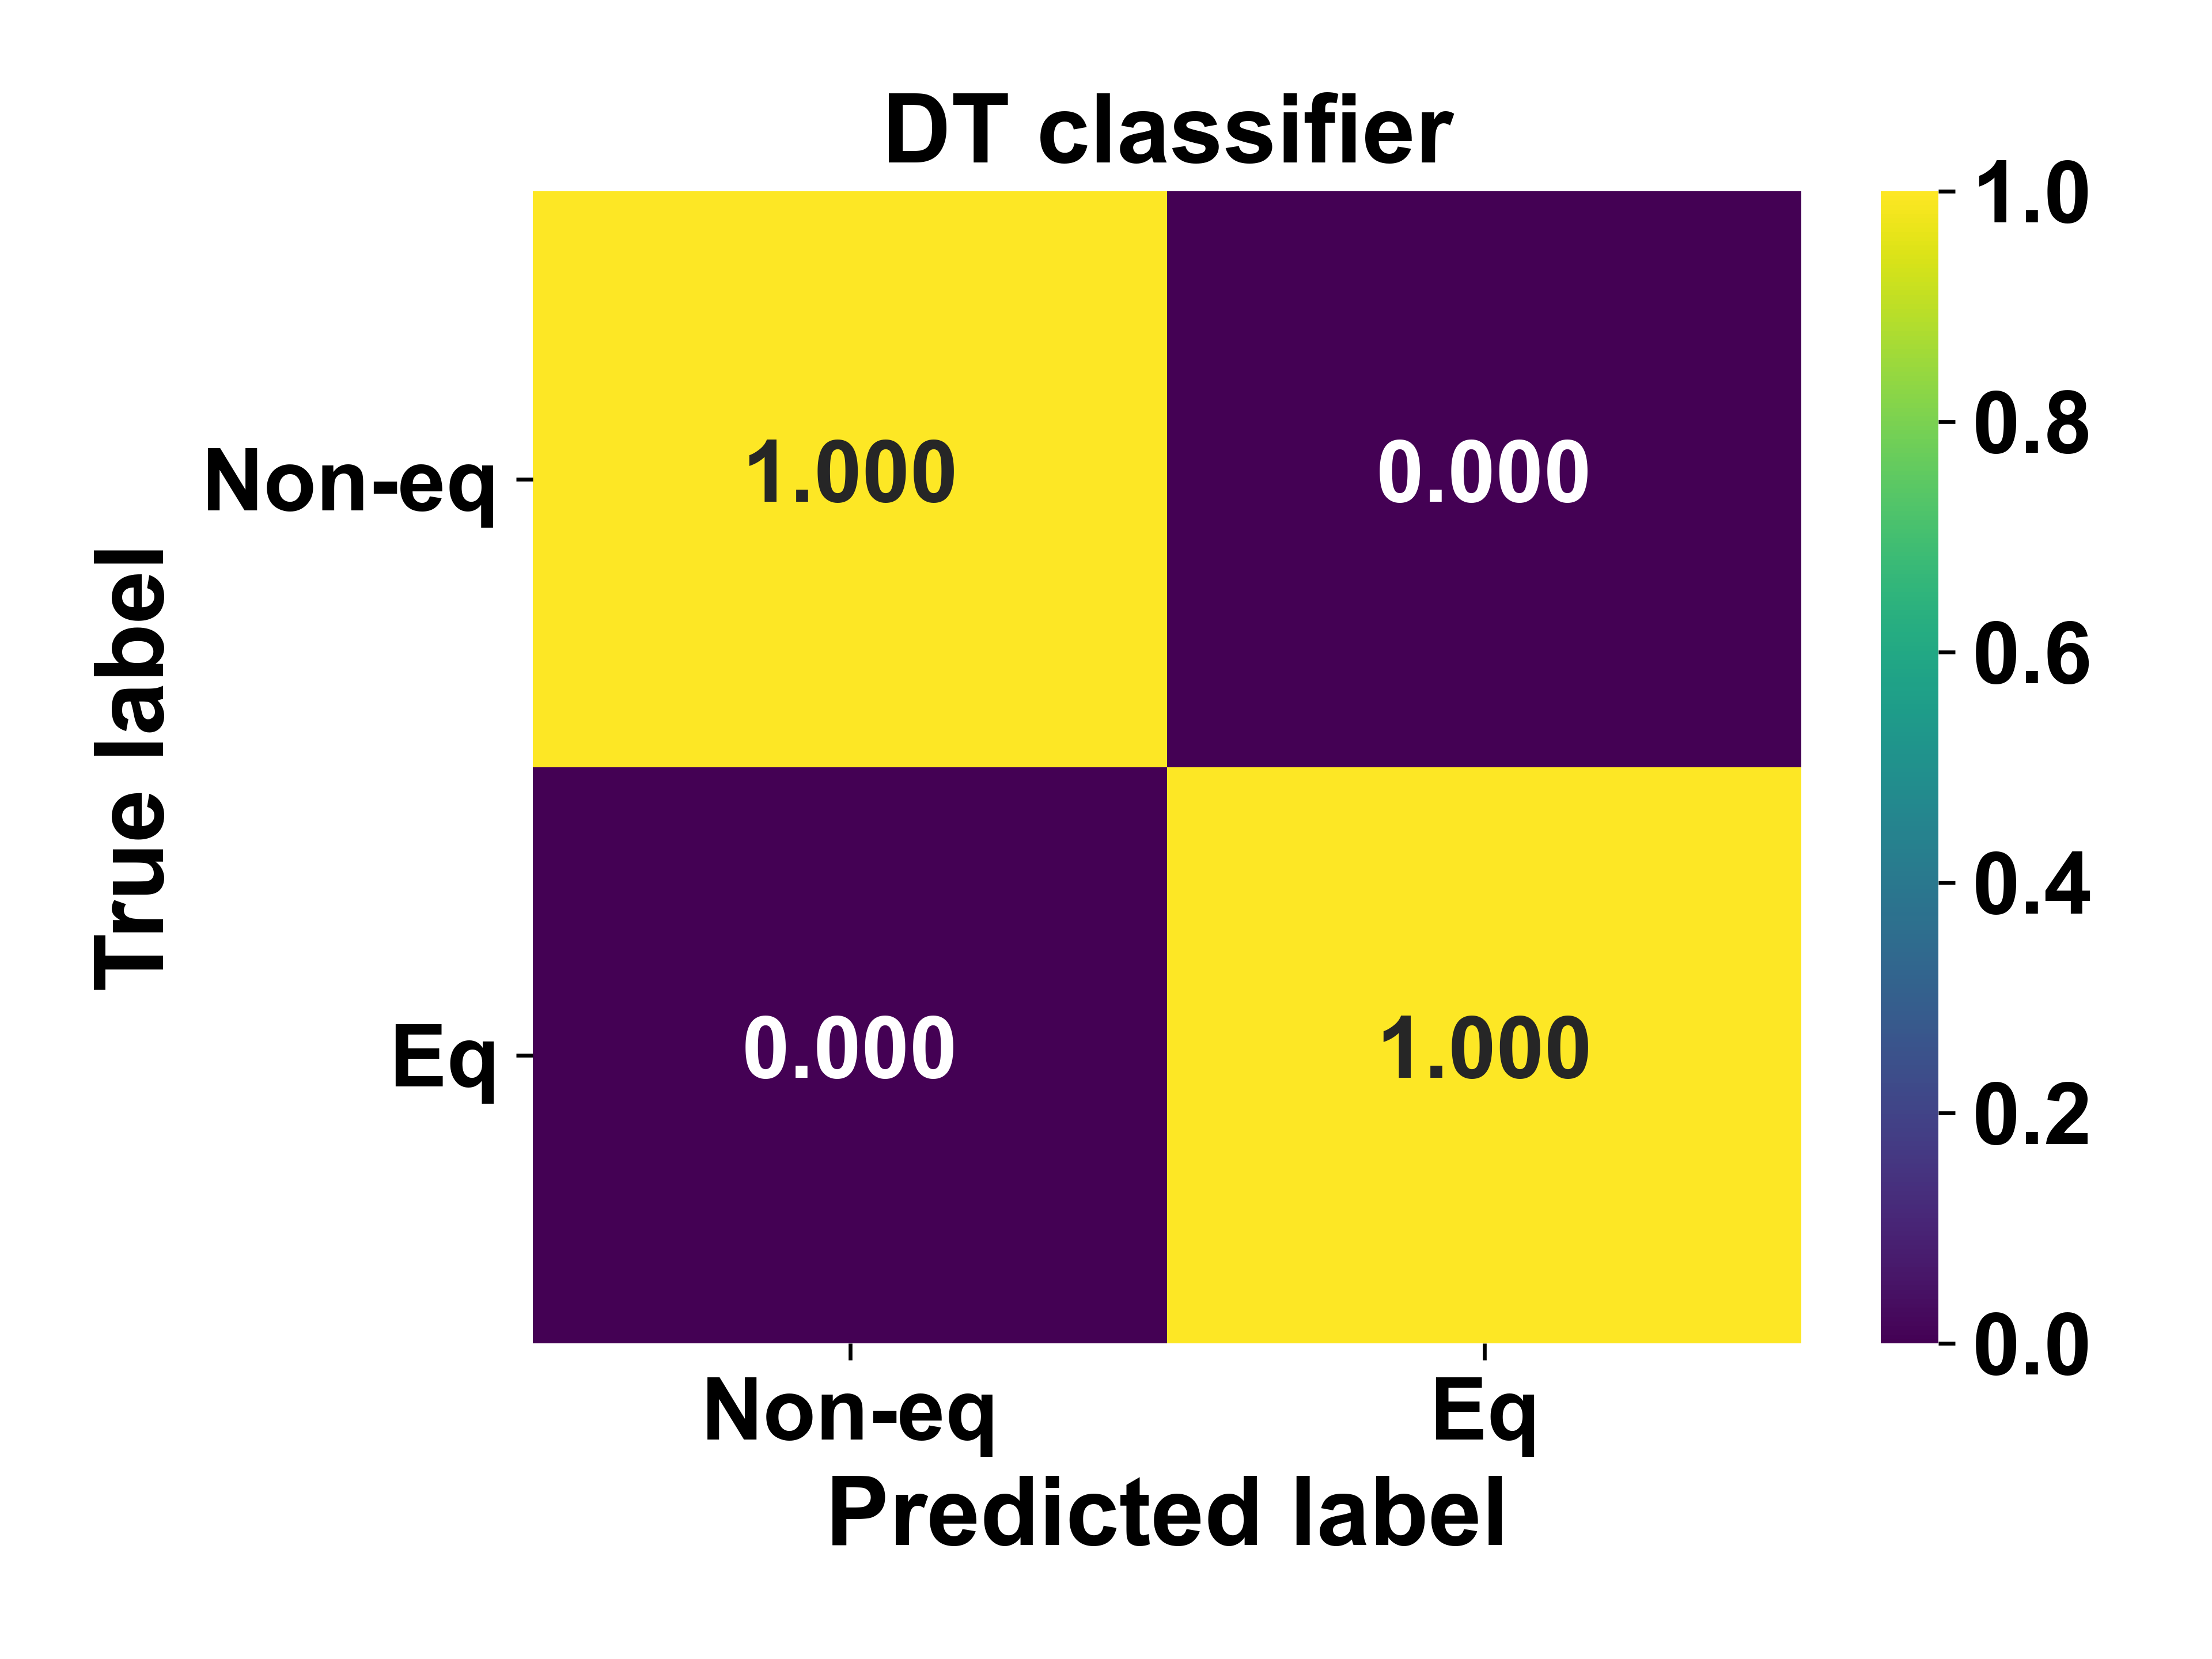 DT classifier
1.0
0.8
0.6
0.4
0.2
0.0
True label
Non-eq
1.000
0.000
Eq
0.000
1.000
Non-eq
Eq
Predicted label